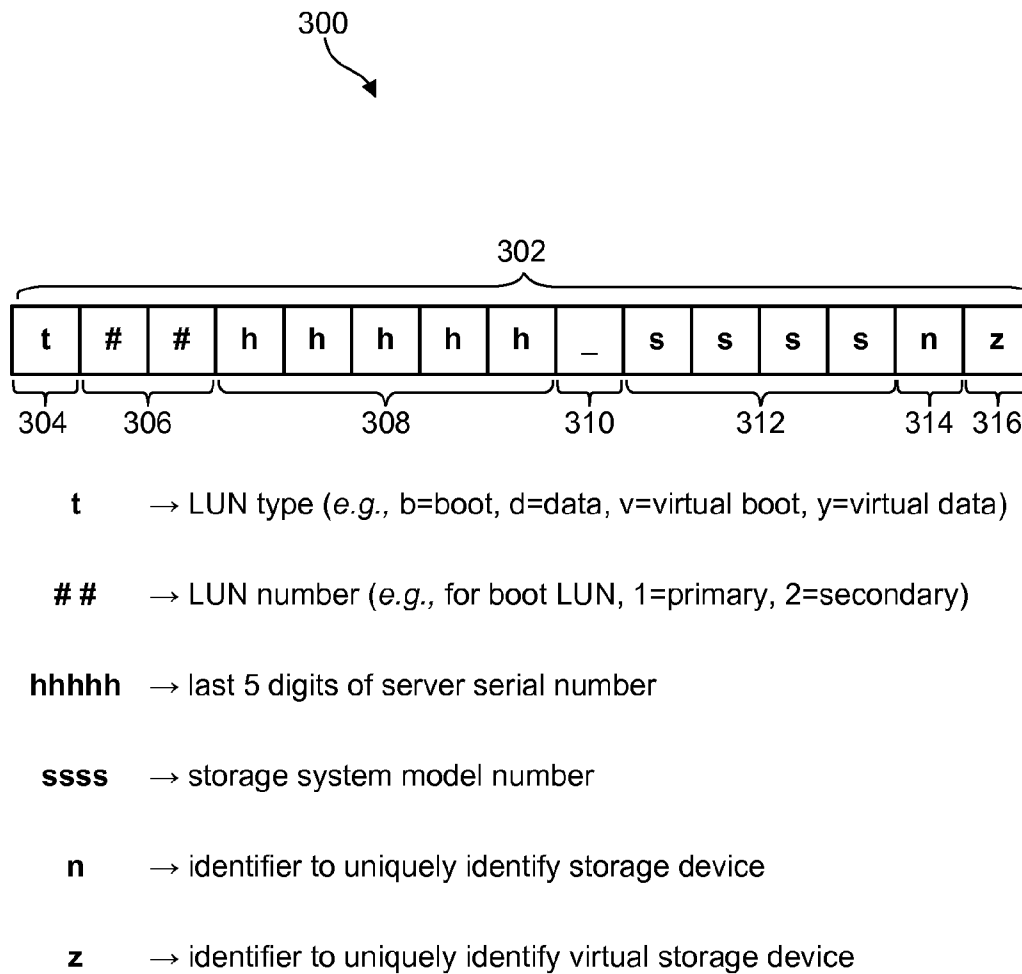 300
302
t # # h h h h h _ s s s s n z
304 306 308 310 312 314 316
t → LUN type (e.g., b=boot, d=data, v=virtual boot, y=virtual data)
# # → LUN number (e.g., for boot LUN, 1=primary, 2=secondary)
hhhhh → last 5 digits of server serial number
ssss → storage system model number
n → identifier to uniquely identify storage device
z → identifier to uniquely identify virtual storage device